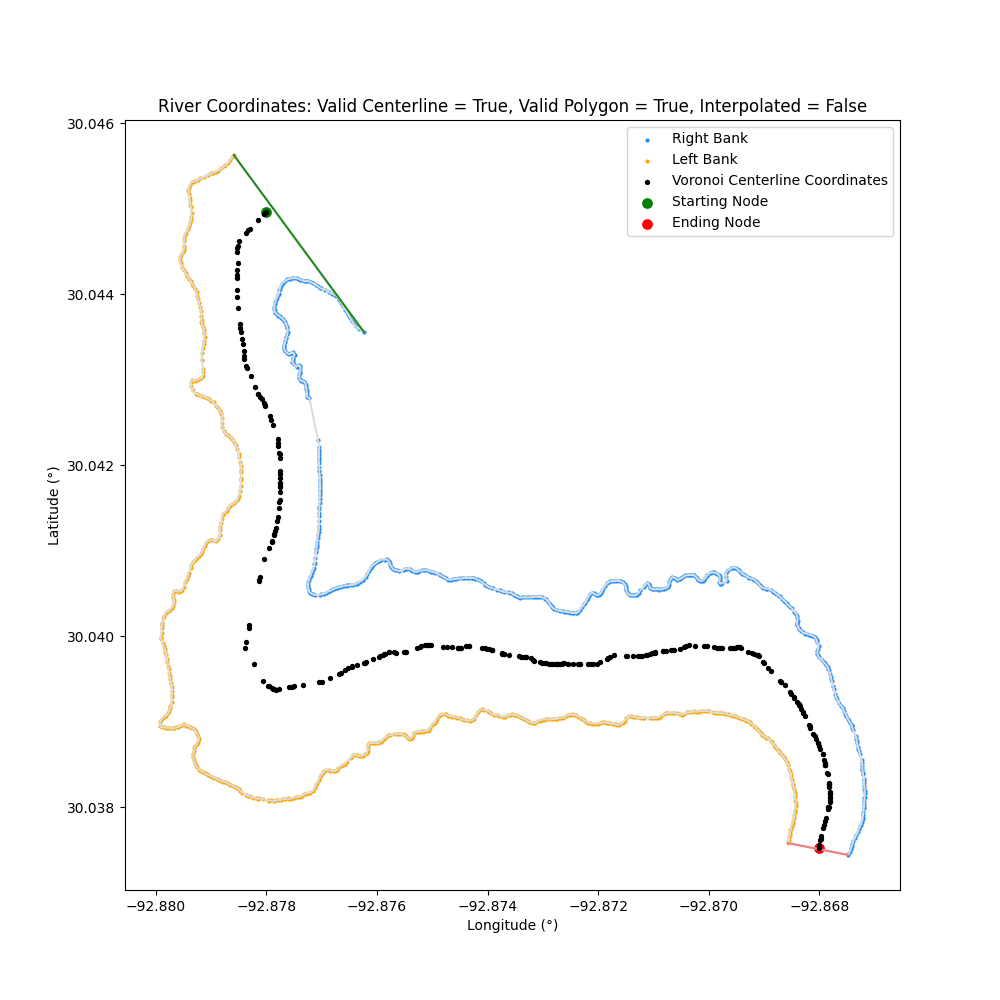 River Coordinates: Valid Centerline = True, Valid Polygon = True, Interpolated = False
Right Bank
Left Bank
Voronoi Centerline Coordinates
Starting Node
Ending Node
30.046
30.044
30.042
30.040
30.038
Latitude (°)
−92.880
−92.878
−92.876
−92.874
−92.872
−92.870
−92.868
Longitude (°)